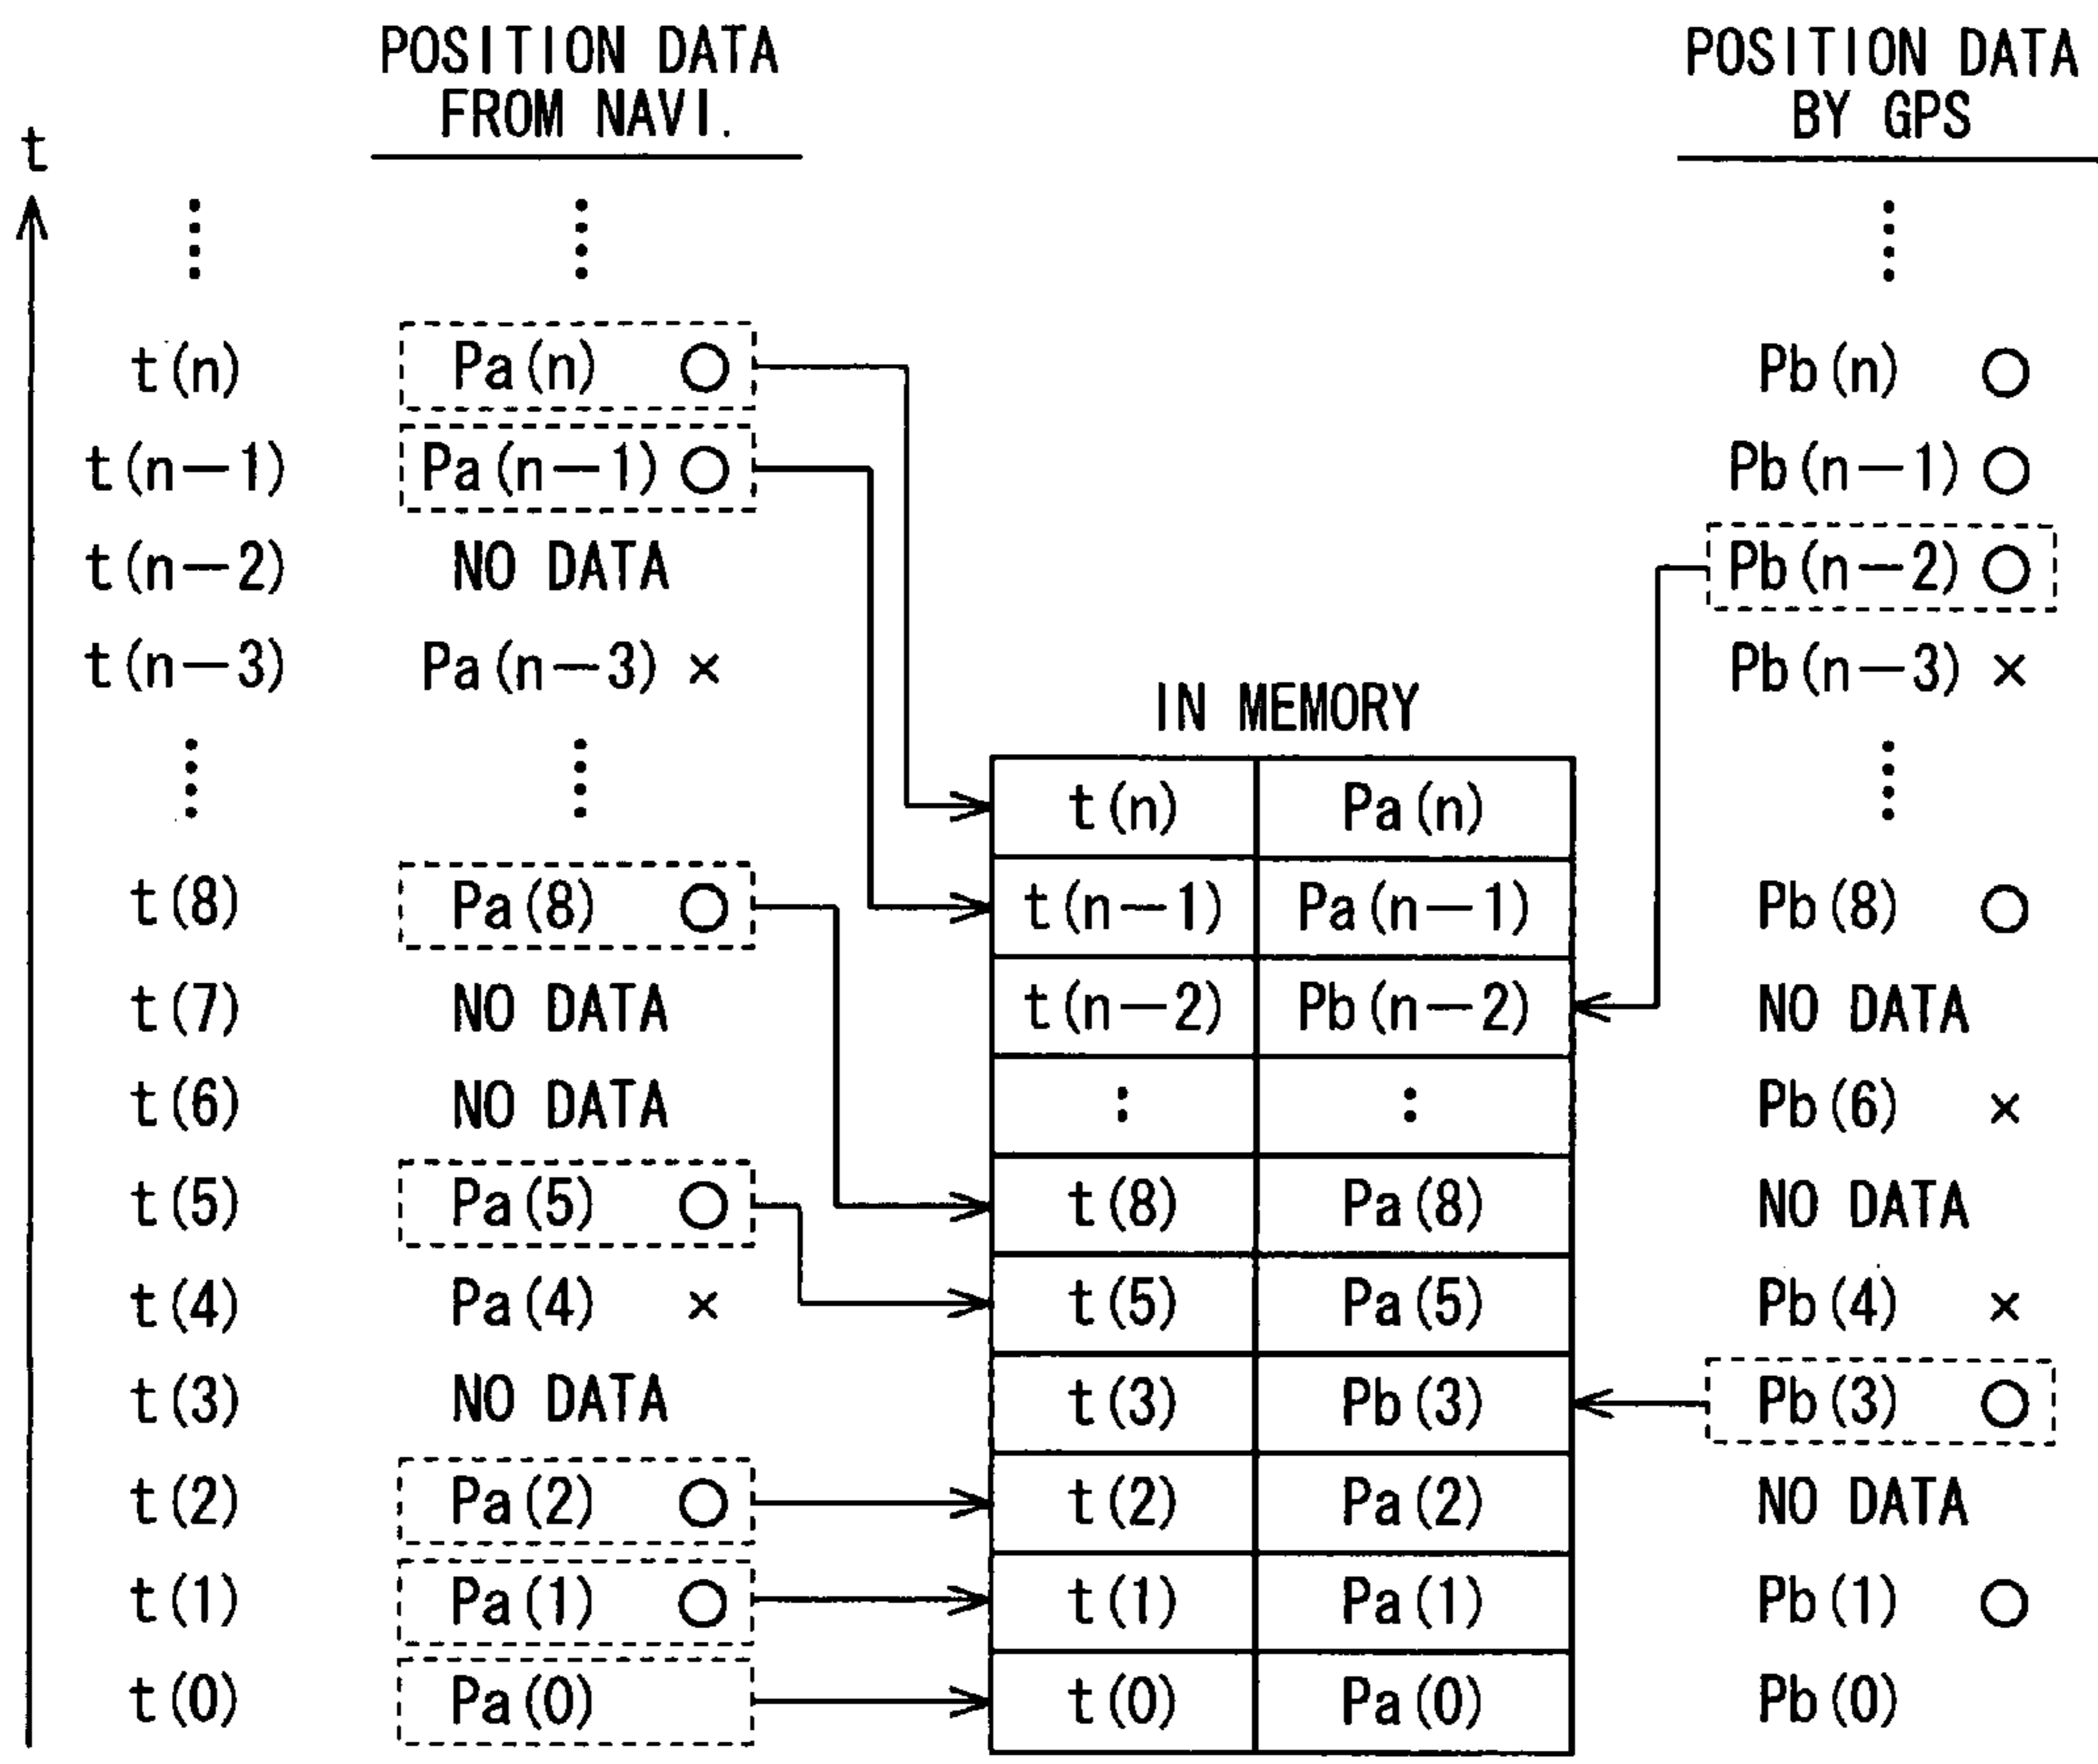 POSITION DATA FROM NAVI.
POSITION DATA BY GPS
t
t(n) Pa(n) ○ Pb(n) ○
t(n−1) Pa(n−1) ○ Pb(n−1) ○
t(n−2) NO DATA Pb(n−2) ○
t(n−3) Pa(n−3) × Pb(n−3) ×
IN MEMORY
t(n) Pa(n)
t(8) Pa(8) ○ t(n−1) Pa(n−1) Pb(8) ○
t(7) NO DATA t(n−2) Pb(n−2) NO DATA
t(6) NO DATA : : Pb(6) ×
t(5) Pa(5) ○ t(8) Pa(8) NO DATA
t(4) Pa(4) × t(5) Pa(5) Pb(4) ×
t(3) NO DATA t(3) Pb(3) Pb(3) ○
t(2) Pa(2) ○ t(2) Pa(2) NO DATA
t(1) Pa(1) ○ t(1) Pa(1) Pb(1) ○
t(0) Pa(0) t(0) Pa(0) Pb(0)